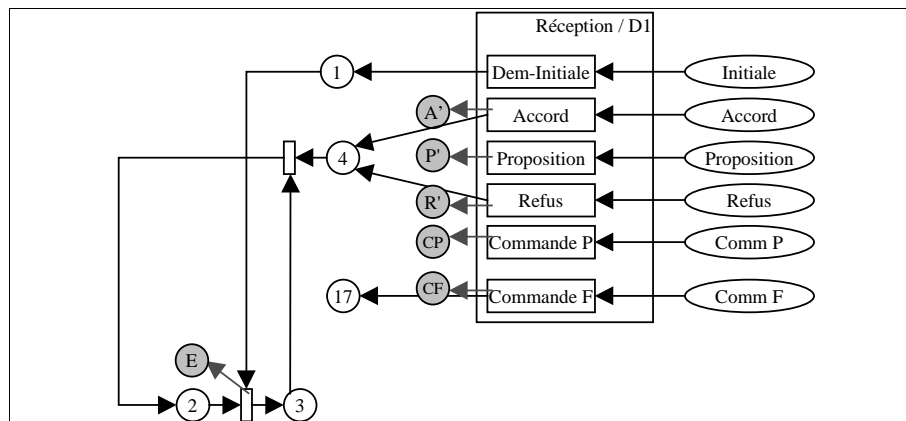 Réception / D1
1
Dem-Initiale
Initiale
A'
Accord
Accord
4
P'
Proposition
Proposition
R'
Refus
Refus
CP
Commande P
Comm P
17
CF
Commande F
Comm F
E
2
3